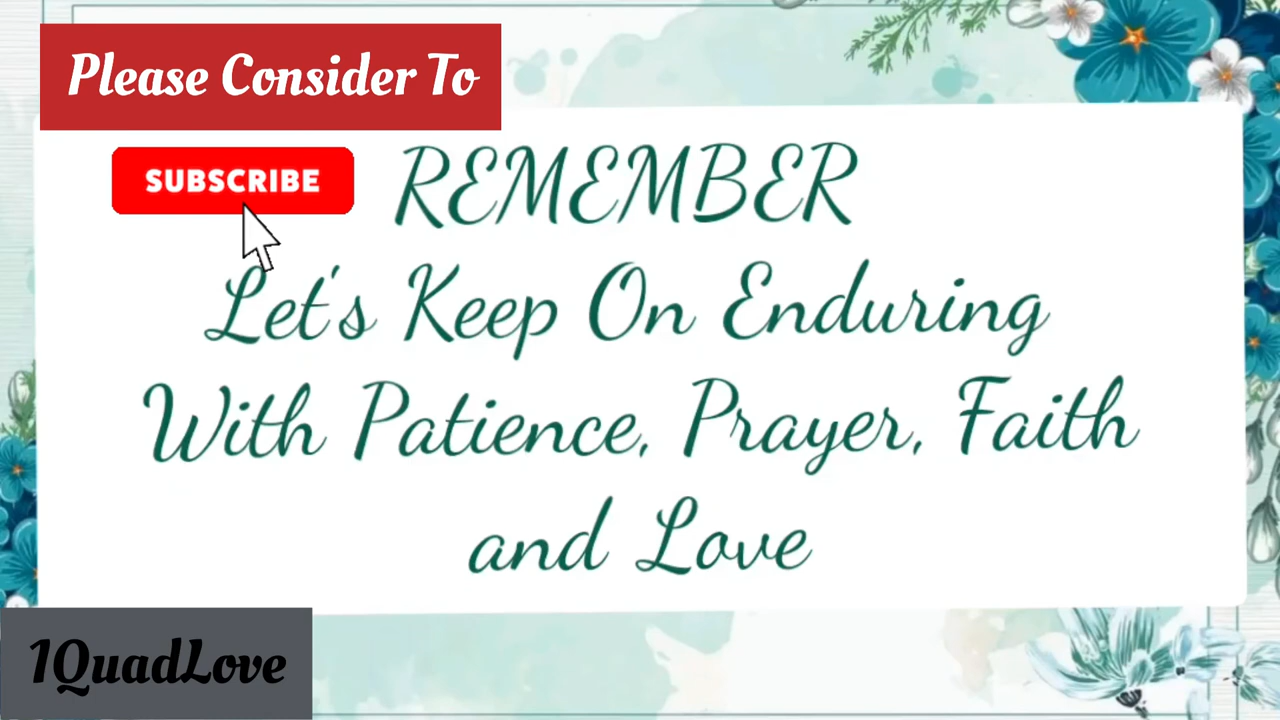 Please Consider To
SUBSCRIBE
REMEMBER
Let's Keep On Enduring
With Patience, Prayer, Faith
and Love
1QuadLove